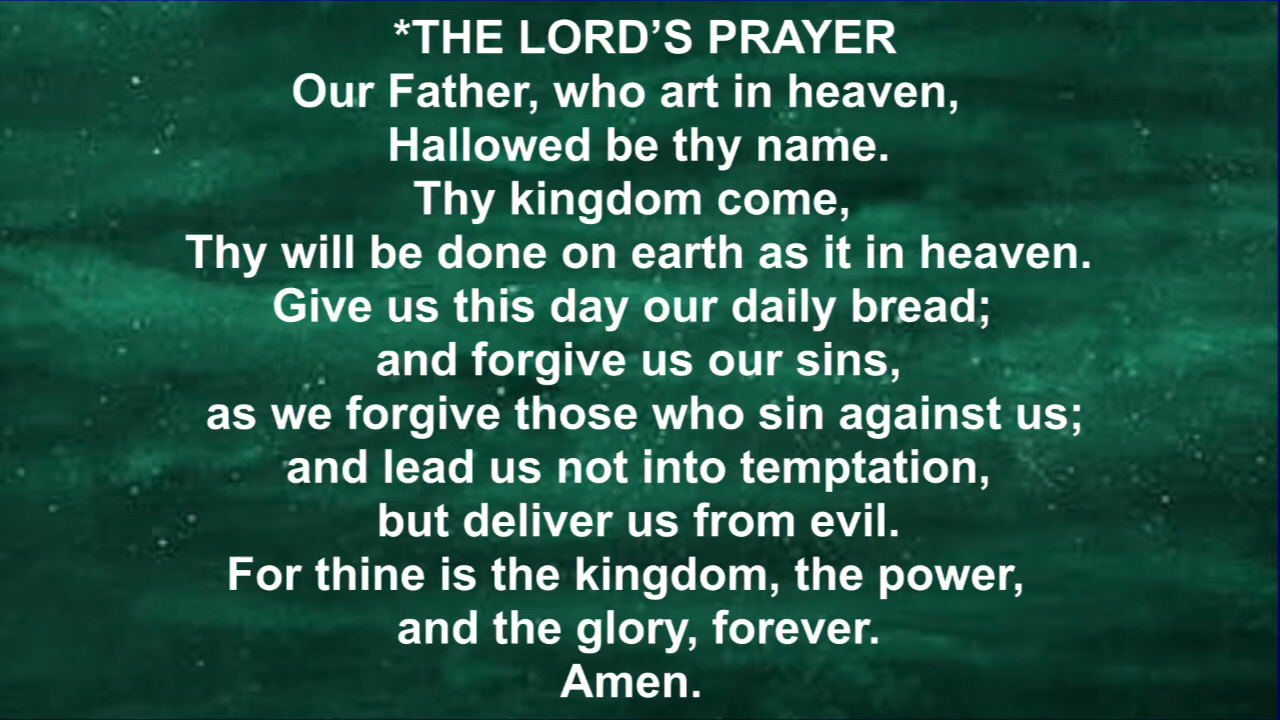 *THE LORD’S PRAYER
Our Father, who art in heaven,
Hallowed be thy name.
Thy kingdom come,
Thy will be done on earth as it in heaven.
Give us this day our daily bread;
and forgive us our sins,
as we forgive those who sin against us;
and lead us not into temptation,
but deliver us from evil.
For thine is the kingdom, the power,
and the glory, forever.
Amen.